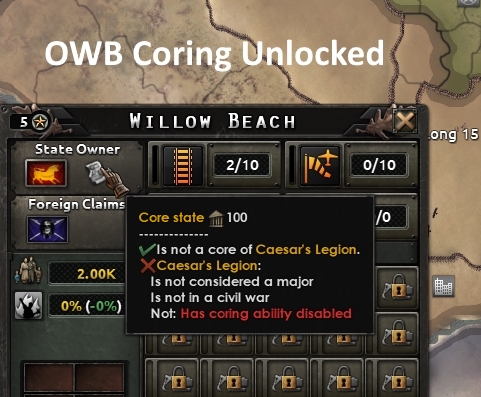 OWB Coring Unlocked
5
WILLOW BEACH
ong 15
State Owner
2/10
0/10
Foreign Claims
/0
Core state 100
--------------
Is not a core of Caesar's Legion.
Caesar's Legion:
Is not considered a major
Is not in a civil war
Not: Has coring ability disabled
2.00K
0% (-0%)